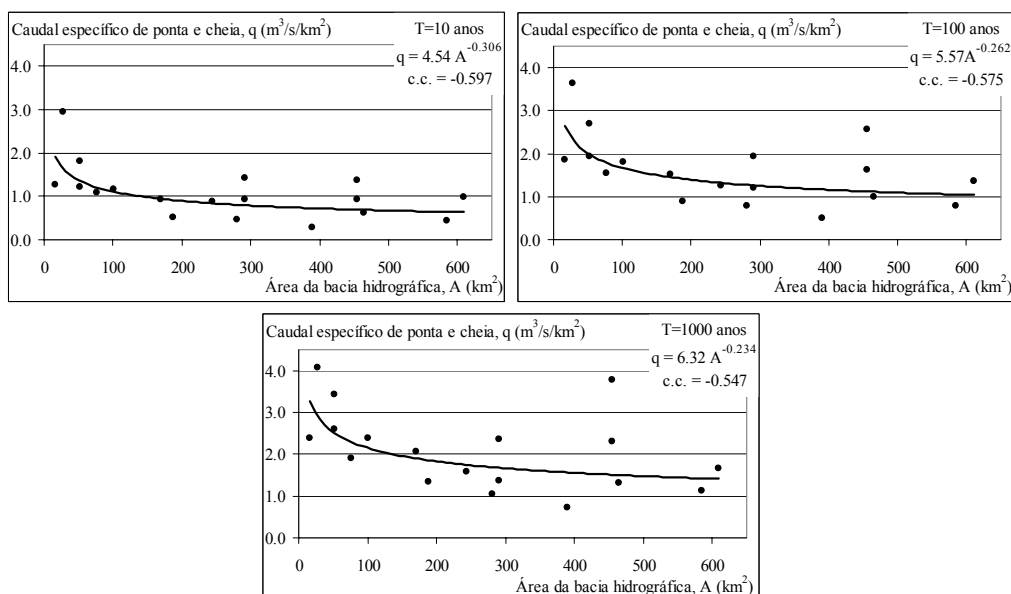 Caudal específico de ponta e cheia, q (m³/s/km²)
T=10 anos
q = 4.54 A^-0.306
c.c. = -0.597
4.0
3.0
2.0
1.0
0.0
0 100 200 300 400 500 600
Área da bacia hidrográfica, A (km²)
Caudal específico de ponta e cheia, q (m³/s/km²)
T=100 anos
q = 5.57A^-0.262
c.c. = -0.575
4.0
3.0
2.0
1.0
0.0
0 100 200 300 400 500 600
Área da bacia hidrográfica, A (km²)
Caudal específico de ponta e cheia, q (m³/s/km²)
T=1000 anos
q = 6.32 A^-0.234
c.c. = -0.547
4.0
3.0
2.0
1.0
0.0
0 100 200 300 400 500 600
Área da bacia hidrográfica, A (km²)